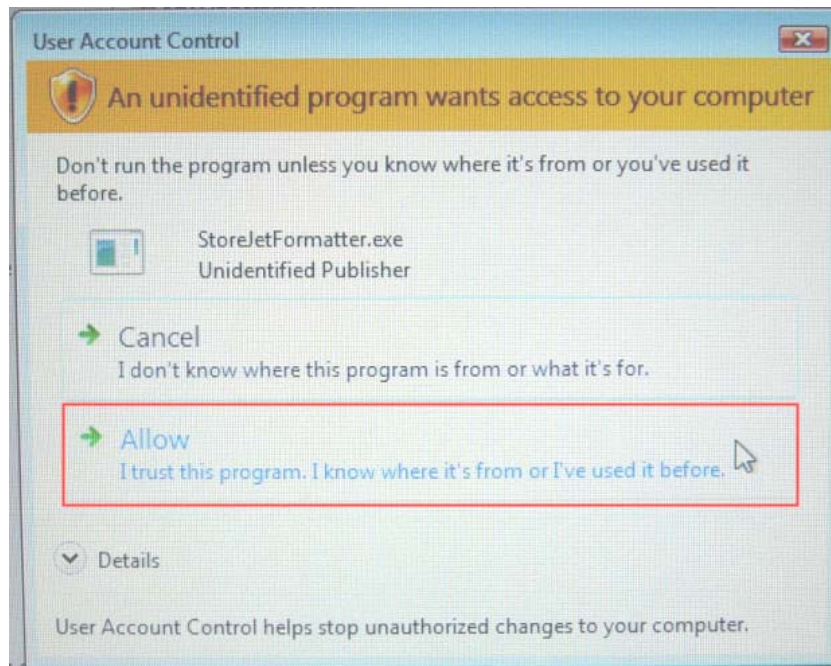 User Account Control
An unidentified program wants access to your computer
Don't run the program unless you know where it's from or you've used it
before.
StoreJetFormatter.exe
Unidentified Publisher
Cancel
I don't know where this program is from or what it's for.
Allow
I trust this program. I know where it's from or I've used it before.
Details
User Account Control helps stop unauthorized changes to your computer.